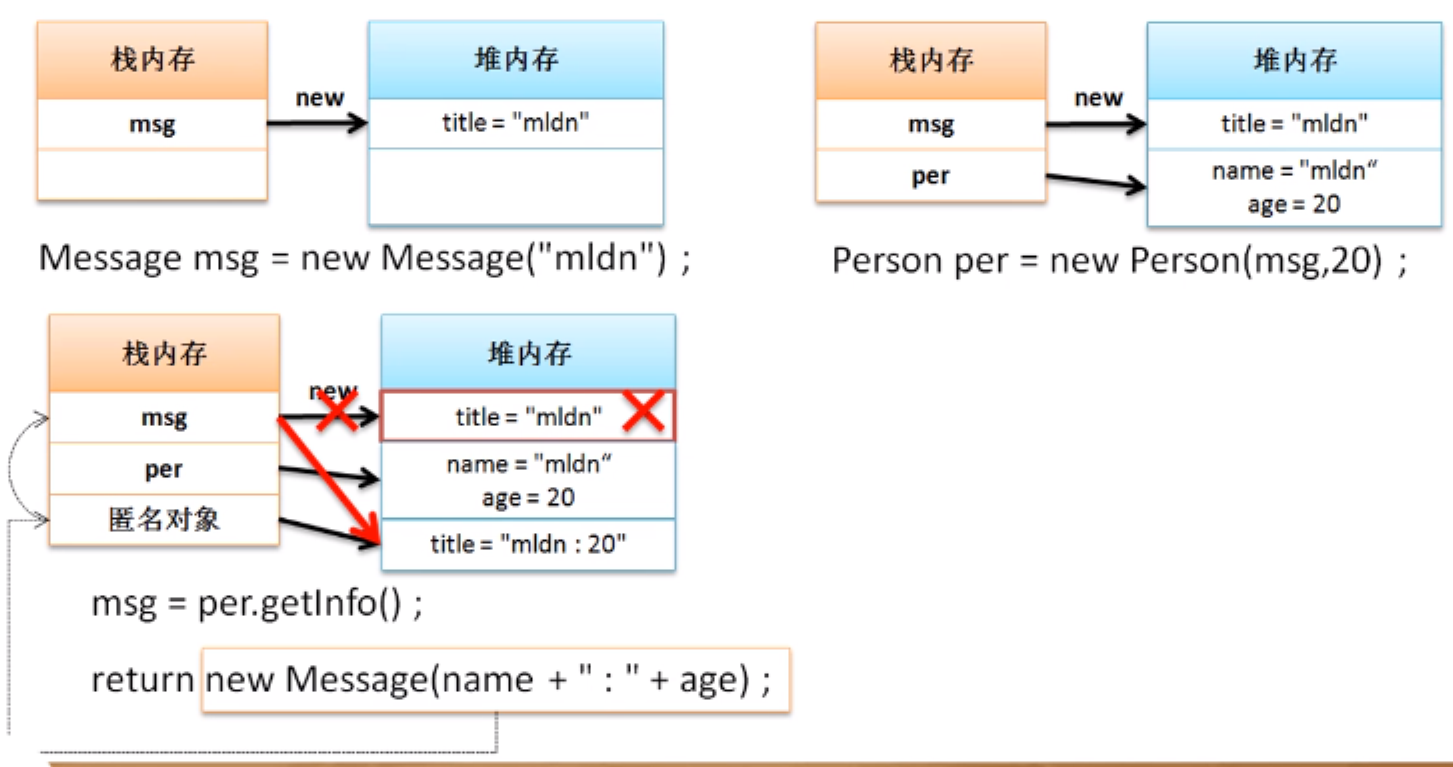 栈内存
堆内存
new
msg
title = "mldn"
Message msg = new Message("mldn") ;
栈内存
堆内存
new
msg
title = "mldn"
per
name = "mldn“
age = 20
Person per = new Person(msg,20) ;
栈内存
堆内存
new
msg
title = "mldn"
per
name = "mldn“
age = 20
匿名对象
title = "mldn : 20"
msg = per.getInfo() ;
return new Message(name + " : " + age) ;